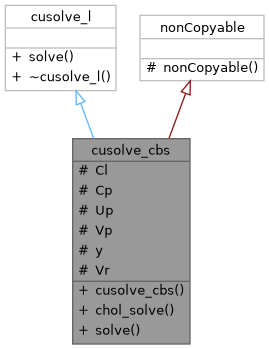 cusolve_l
+ solve()
+ ~cusolve_l()
nonCopyable
# nonCopyable()
cusolve_cbs
# Cl
# Cp
# Up
# Vp
# y
# Vr
+ cusolve_cbs()
+ chol_solve()
+ solve()